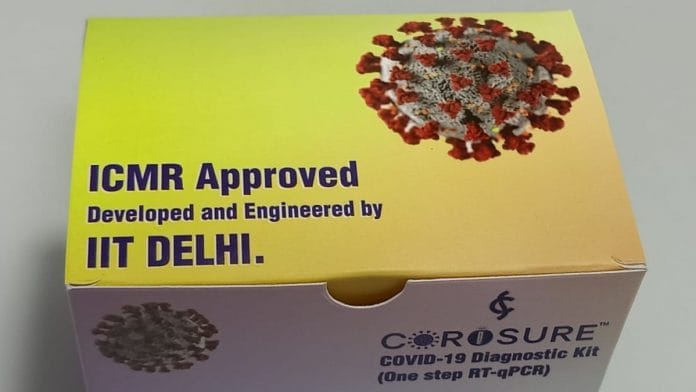 ICMR Approved
Developed and Engineered by
IIT DELHI.
COROSURE™
COVID-19 Diagnostic Kit
(One step RT-qPCR)